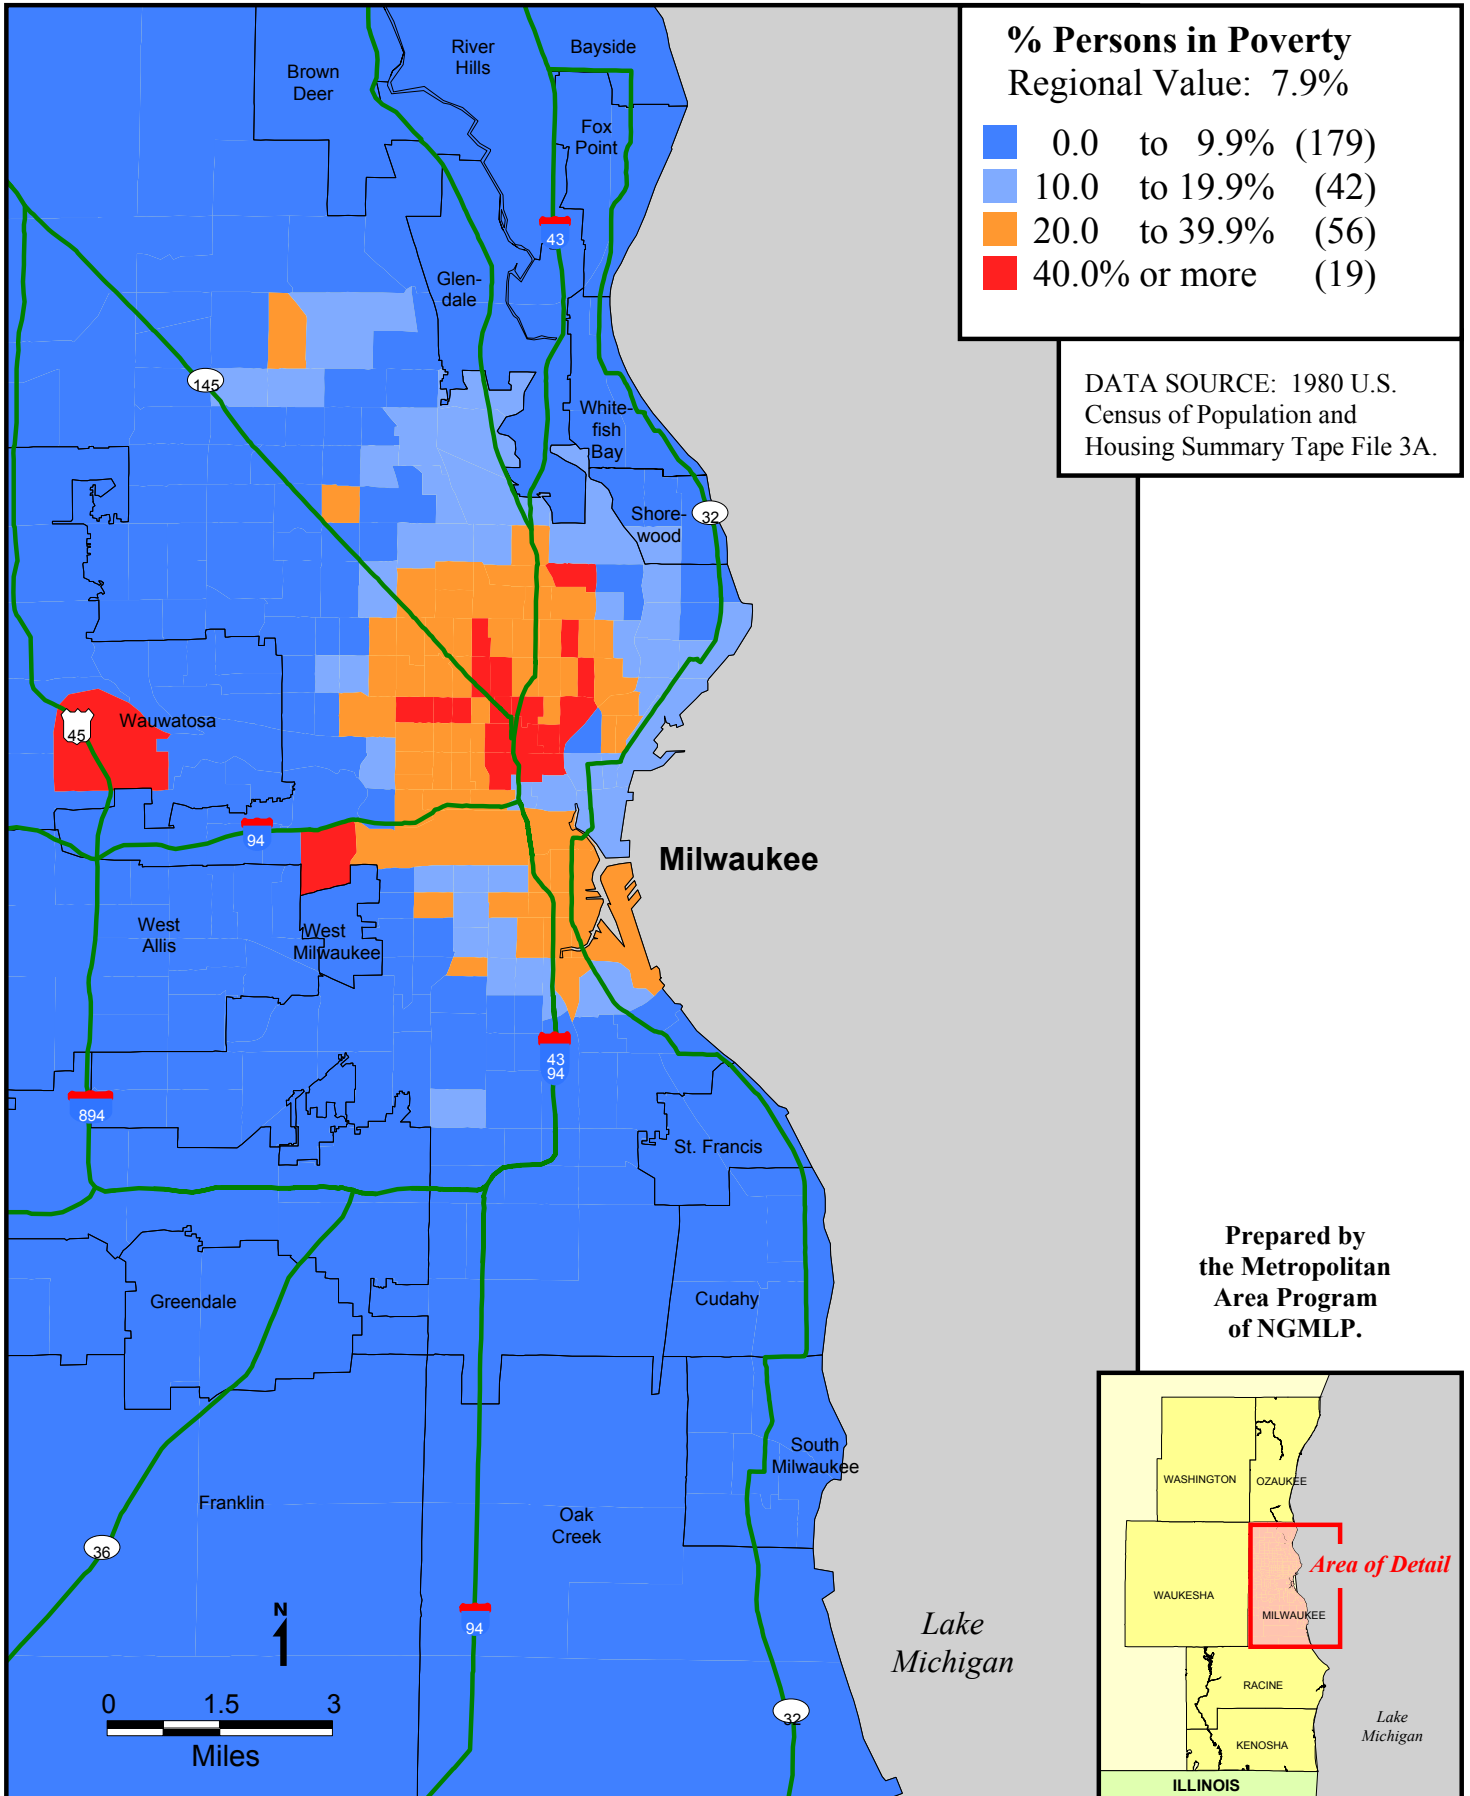 % Persons in Poverty
Regional Value: 7.9%
0.0 to 9.9% (179)
10.0 to 19.9% (42)
20.0 to 39.9% (56)
40.0% or more (19)
DATA SOURCE: 1980 U.S.
Census of Population and
Housing Summary Tape File 3A.
River
Hills
Bayside
Brown
Deer
Fox
Point
43
Glen-
dale
145
White-
fish
Bay
Shore-
wood
32
Wauwatosa
45
94
Milwaukee
West
Allis
West
Milwaukee
43
94
894
St. Francis
Greendale
Cudahy
South
Milwaukee
Franklin
Oak
Creek
36
94
32
N
0 1.5 3
Miles
Lake
Michigan
Prepared by
the Metropolitan
Area Program
of NGMLP.
WASHINGTON
OZAUKEE
Area of Detail
WAUKESHA
MILWAUKEE
RACINE
Lake
Michigan
KENOSHA
ILLINOIS